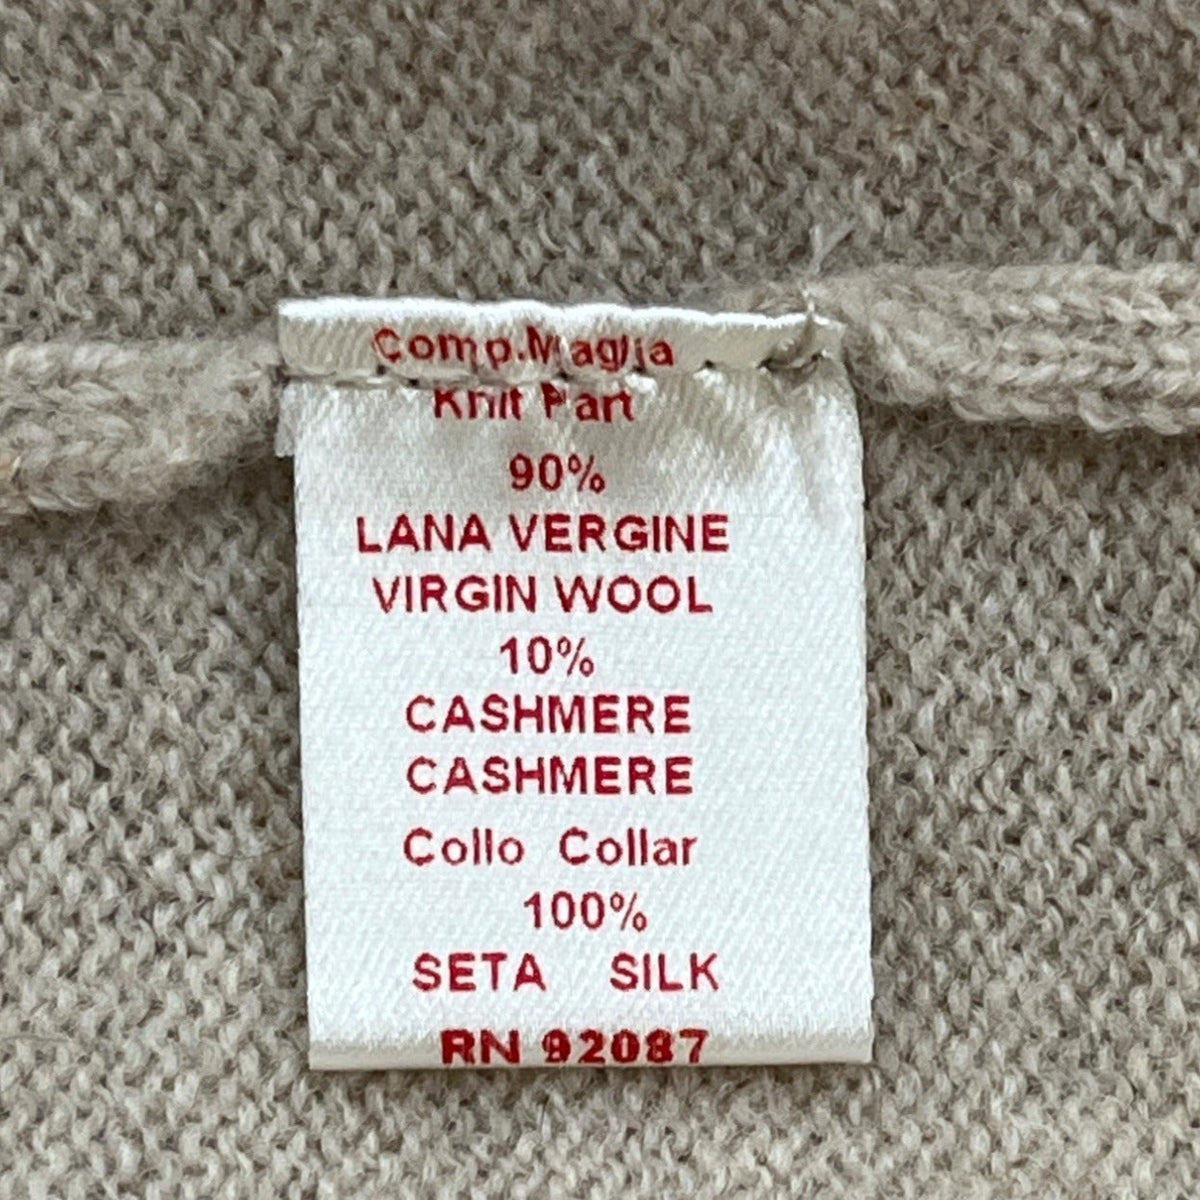 Comp.Maglia
Knit Part
90%
LANA VERGINE
VIRGIN WOOL
10%
CASHMERE
CASHMERE
Collo Collar
100%
SETA SILK
RN 92087